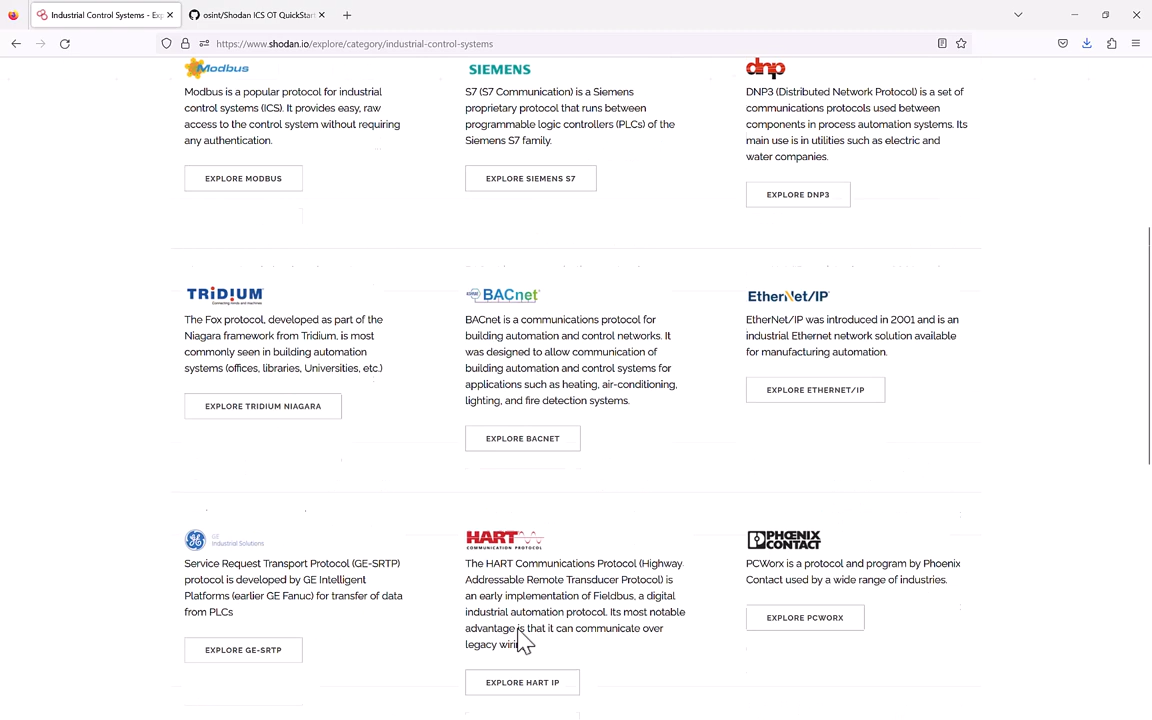 Industrial Control Systems - Exp
osint/Shodan ICS OT QuickStart
https://www.shodan.io/explore/category/industrial-control-systems
Modbus
Modbus is a popular protocol for industrial
control systems (ICS). It provides easy, raw
access to the control system without requiring
any authentication.
EXPLORE MODBUS
SIEMENS
S7 (S7 Communication) is a Siemens
proprietary protocol that runs between
programmable logic controllers (PLCs) of the
Siemens S7 family.
EXPLORE SIEMENS S7
dnp
DNP3 (Distributed Network Protocol) is a set of
communications protocols used between
components in process automation systems. Its
main use is in utilities such as electric and
water companies.
EXPLORE DNP3
TRIDIUM
The Fox protocol, developed as part of the
Niagara framework from Tridium, is most
commonly seen in building automation
systems (offices, libraries, Universities, etc.)
EXPLORE TRIDIUM NIAGARA
BACnet
BACnet is a communications protocol for
building automation and control networks. It
was designed to allow communication of
building automation and control systems for
applications such as heating, air-conditioning,
lighting, and fire detection systems.
EXPLORE BACNET
EtherNet/IP
EtherNet/IP was introduced in 2001 and is an
industrial Ethernet network solution available
for manufacturing automation.
EXPLORE ETHERNET/IP
GE
Industrial Solutions
Service Request Transport Protocol (GE-SRTP)
protocol is developed by GE Intelligent
Platforms (earlier GE Fanuc) for transfer of data
from PLCs
EXPLORE GE-SRTP
HART
COMMUNICATION PROTOCOL
The HART Communications Protocol (Highway
Addressable Remote Transducer Protocol) is
an early implementation of Fieldbus, a digital
industrial automation protocol. Its most notable
advantage is that it can communicate over
legacy
EXPLORE HART IP
PHOENIX
CONTACT
PCWorx is a protocol and program by Phoenix
Contact used by a wide range of industries.
EXPLORE PCWORX